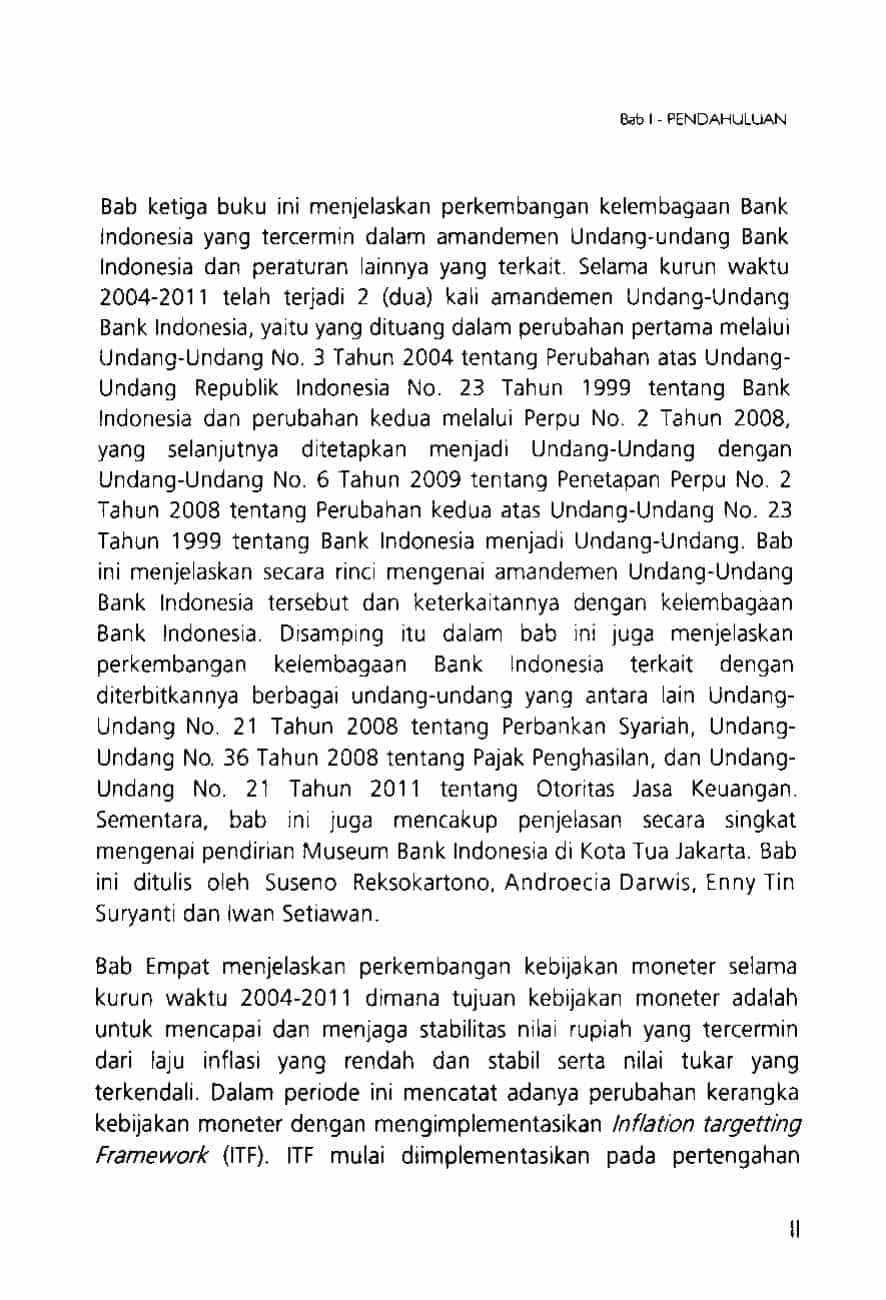 Bab I - PENDAHULUAN
Bab ketiga buku ini menjelaskan perkembangan kelembagaan Bank
Indonesia yang tercermin dalam amandemen Undang-undang Bank
Indonesia dan peraturan lainnya yang terkait. Selama kurun waktu
2004-2011 telah terjadi 2 (dua) kali amandemen Undang-Undang
Bank Indonesia, yaitu yang dituang dalam perubahan pertama melalui
Undang-Undang No. 3 Tahun 2004 tentang Perubahan atas Undang-
Undang Republik Indonesia No. 23 Tahun 1999 tentang Bank
Indonesia dan perubahan kedua melalui Perpu No. 2 Tahun 2008,
yang selanjutnya ditetapkan menjadi Undang-Undang dengan
Undang-Undang No. 6 Tahun 2009 tentang Penetapan Perpu No. 2
Tahun 2008 tentang Perubahan kedua atas Undang-Undang No. 23
Tahun 1999 tentang Bank Indonesia menjadi Undang-Undang. Bab
ini menjelaskan secara rinci mengenai amandemen Undang-Undang
Bank Indonesia tersebut dan keterkaitannya dengan kelembagaan
Bank Indonesia. Disamping itu dalam bab ini juga menjelaskan
perkembangan kelembagaan Bank Indonesia terkait dengan
diterbitkannya berbagai undang-undang yang antara lain Undang-
Undang No. 21 Tahun 2008 tentang Perbankan Syariah, Undang-
Undang No. 36 Tahun 2008 tentang Pajak Penghasilan, dan Undang-
Undang No. 21 Tahun 2011 tentang Otoritas Jasa Keuangan.
Sementara, bab ini juga mencakup penjelasan secara singkat
mengenai pendirian Museum Bank Indonesia di Kota Tua Jakarta. Bab
ini ditulis oleh Suseno Reksokartono, Androecia Darwis, Enny Tin
Suryanti dan Iwan Setiawan.
Bab Empat menjelaskan perkembangan kebijakan moneter selama
kurun waktu 2004-2011 dimana tujuan kebijakan moneter adalah
untuk mencapai dan menjaga stabilitas nilai rupiah yang tercermin
dari laju inflasi yang rendah dan stabil serta nilai tukar yang
terkendali. Dalam periode ini mencatat adanya perubahan kerangka
kebijakan moneter dengan mengimplementasikan Inflation targetting
Framework (ITF). ITF mulai diimplementasikan pada pertengahan
11